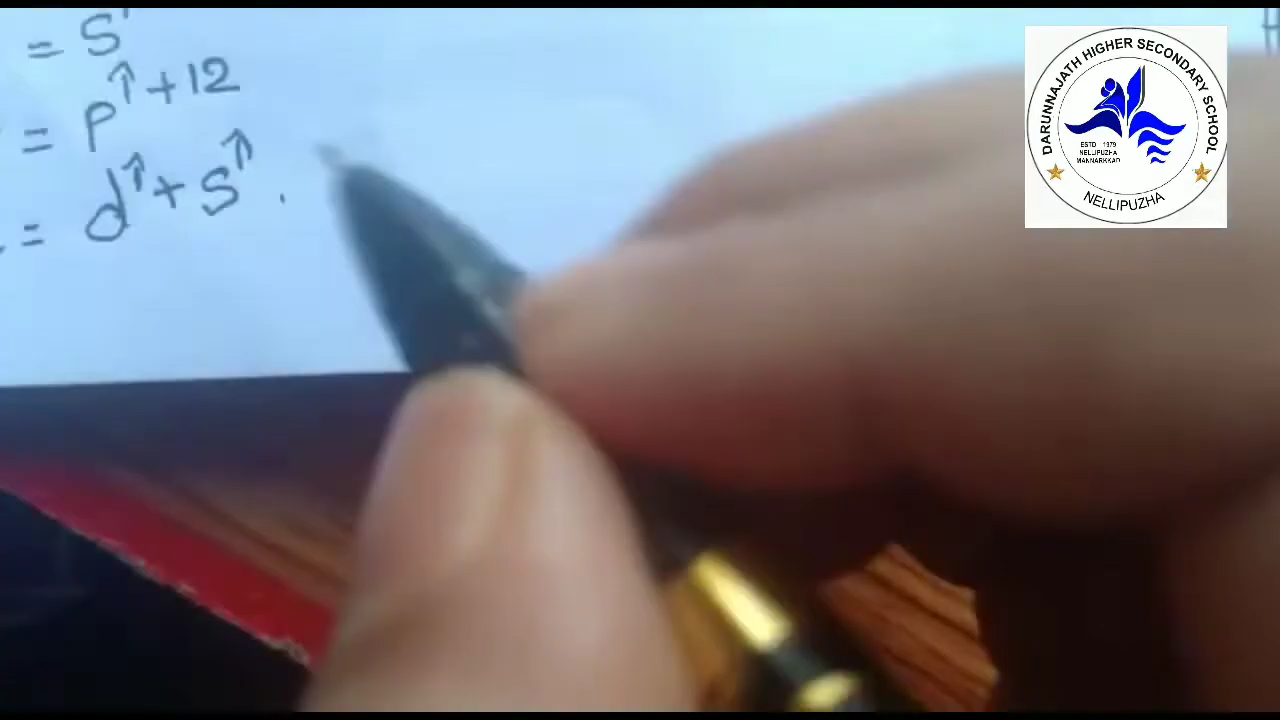 = S
= P↑ + 12
= d↑ + S↑.
DARUNNAJATH HIGHER SECONDARY SCHOOL
ESTD 1979
NELLIPUZHA
MANNARKKAD
NELLIPUZHA